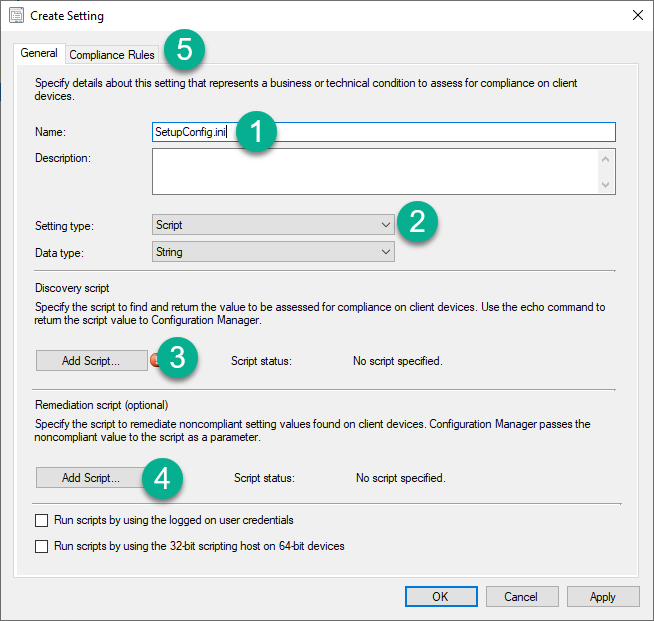 Create Setting
General
Compliance Rules
5
Specify details about this setting that represents a business or technical condition to assess for compliance on client
devices.
Name:
SetupConfig.ini
1
Description:
Setting type:
Script
2
Data type:
String
Discovery script
Specify the script to find and return the value to be assessed for compliance on client devices. Use the echo command to
return the script value to Configuration Manager.
Add Script...
3
Script status:
No script specified.
Remediation script (optional)
Specify the script to remediate noncompliant setting values found on client devices. Configuration Manager passes the
noncompliant value to the script as a parameter.
Add Script...
4
Script status:
No script specified.
Run scripts by using the logged on user credentials
Run scripts by using the 32-bit scripting host on 64-bit devices
OK
Cancel
Apply